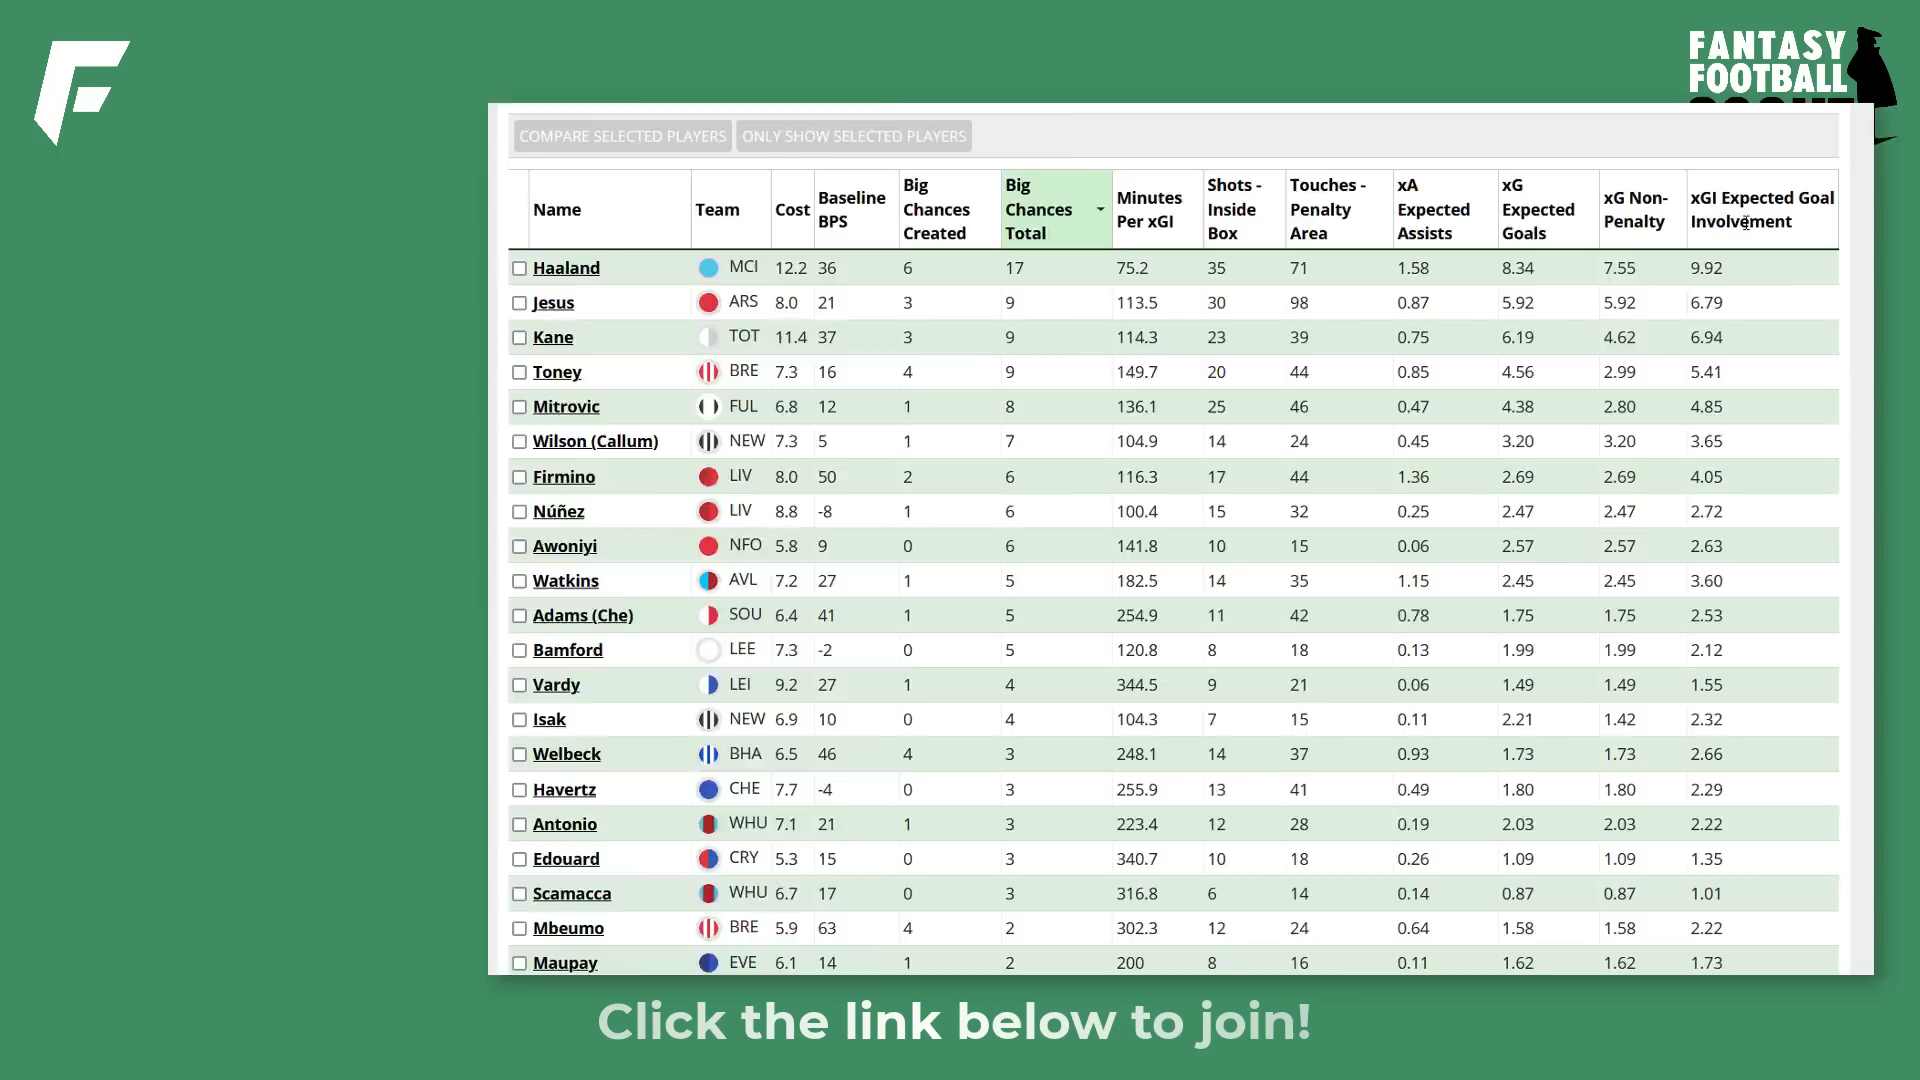 FANTASY
FOOTBALL
COMPARE SELECTED PLAYERS ONLY SHOW SELECTED PLAYERS
Name Team Cost Baseline BPS Big Chances Created Big Chances Total Minutes Per xGI Shots - Inside Box Touches - Penalty Area xA Expected Assists xG Expected Goals xG Non-Penalty xGI Expected Goal Involvement
Haaland MCI 12.2 36 6 17 75.2 35 71 1.58 8.34 7.55 9.92
Jesus ARS 8.0 21 3 9 113.5 30 98 0.87 5.92 5.92 6.79
Kane TOT 11.4 37 3 9 114.3 23 39 0.75 6.19 4.62 6.94
Toney BRE 7.3 16 4 9 149.7 20 44 0.85 4.56 2.99 5.41
Mitrovic FUL 6.8 12 1 8 136.1 25 46 0.47 4.38 2.80 4.85
Wilson (Callum) NEW 7.3 5 1 7 104.9 14 24 0.45 3.20 3.20 3.65
Firmino LIV 8.0 50 2 6 116.3 17 44 1.36 2.69 2.69 4.05
Núñez LIV 8.8 -8 1 6 100.4 15 32 0.25 2.47 2.47 2.72
Awoniyi NFO 5.8 9 0 6 141.8 10 15 0.06 2.57 2.57 2.63
Watkins AVL 7.2 27 1 5 182.5 14 35 1.15 2.45 2.45 3.60
Adams (Che) SOU 6.4 41 1 5 254.9 11 42 0.78 1.75 1.75 2.53
Bamford LEE 7.3 -2 0 5 120.8 8 18 0.13 1.99 1.99 2.12
Vardy LEI 9.2 27 1 4 344.5 9 21 0.06 1.49 1.49 1.55
Isak NEW 6.9 10 0 4 104.3 7 15 0.11 2.21 1.42 2.32
Welbeck BHA 6.5 46 4 3 248.1 14 37 0.93 1.73 1.73 2.66
Havertz CHE 7.7 -4 0 3 255.9 13 41 0.49 1.80 1.80 2.29
Antonio WHU 7.1 21 1 3 223.4 12 28 0.19 2.03 2.03 2.22
Edouard CRY 5.3 15 0 3 340.7 10 18 0.26 1.09 1.09 1.35
Scamacca WHU 6.7 17 0 3 316.8 6 14 0.14 0.87 0.87 1.01
Mbeumo BRE 5.9 63 4 2 302.3 12 24 0.64 1.58 1.58 2.22
Maupay EVE 6.1 14 1 2 200 8 16 0.11 1.62 1.62 1.73
Click the link below to join!